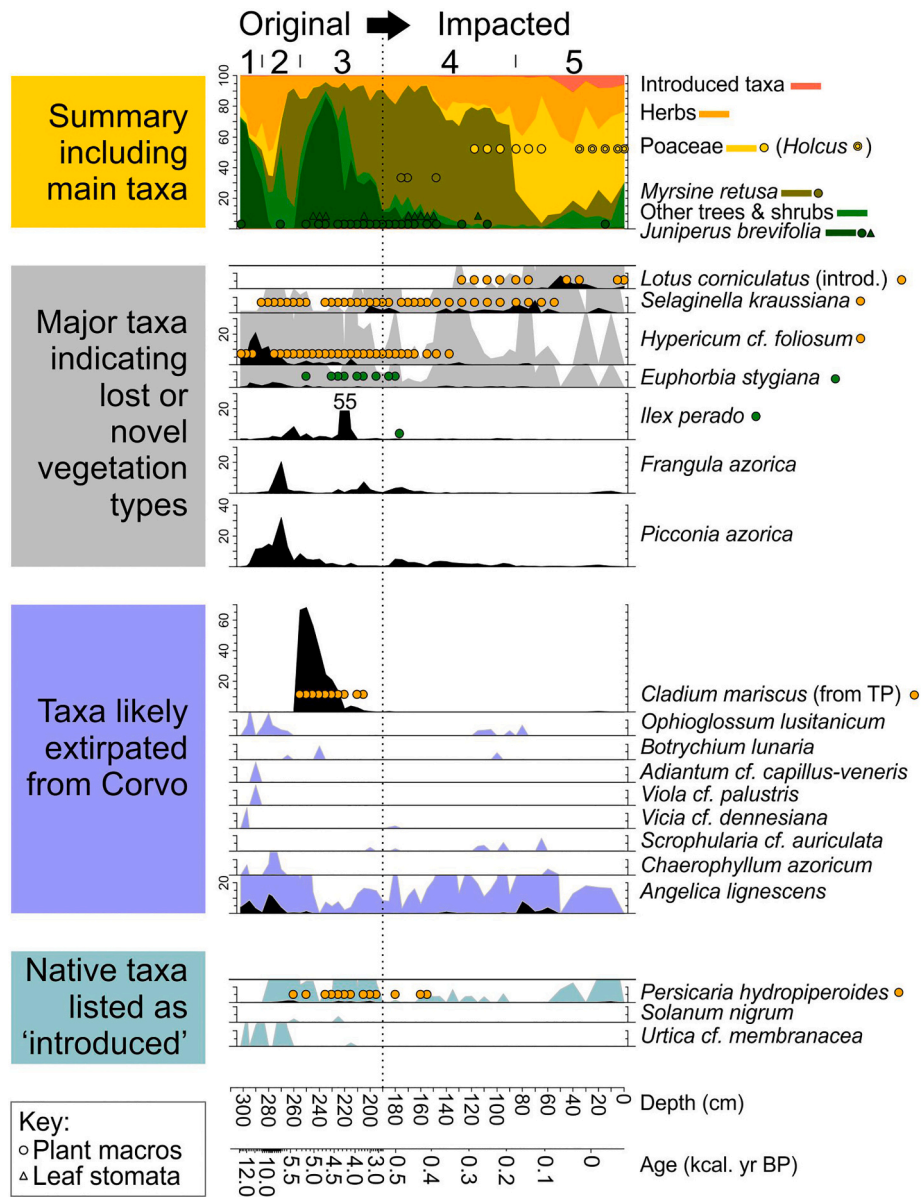 Original Impacted
1 2 3 4 5
Summary
including
main taxa
100
80
60
40
20
Introduced taxa
Herbs
Poaceae (Holcus )
Myrsine retusa
Other trees & shrubs
Juniperus brevifolia
Major taxa
indicating
lost or
novel
vegetation
types
20
20
20
40
20
55
Lotus corniculatus (introd.)
Selaginella kraussiana
Hypericum cf. foliosum
Euphorbia stygiana
Ilex perado
Frangula azorica
Picconia azorica
Taxa likely
extirpated
from Corvo
60
40
20
20
Cladium mariscus (from TP)
Ophioglossum lusitanicum
Botrychium lunaria
Adiantum cf. capillus-veneris
Viola cf. palustris
Vicia cf. dennesiana
Scrophularia cf. auriculata
Chaerophyllum azoricum
Angelica lignescens
Native taxa
listed as
‘introduced’
Persicaria hydropiperoides
Solanum nigrum
Urtica cf. membranacea
300 280 260 240 220 200 180 160 140 120 100 80 60 40 20 0 Depth (cm)
12.0 10.0 5.5 5.0 4.5 4.0 3.0 0.5 0.4 0.3 0.2 0.1 0 Age (kcal. yr BP)
Key:
Plant macros
Leaf stomata